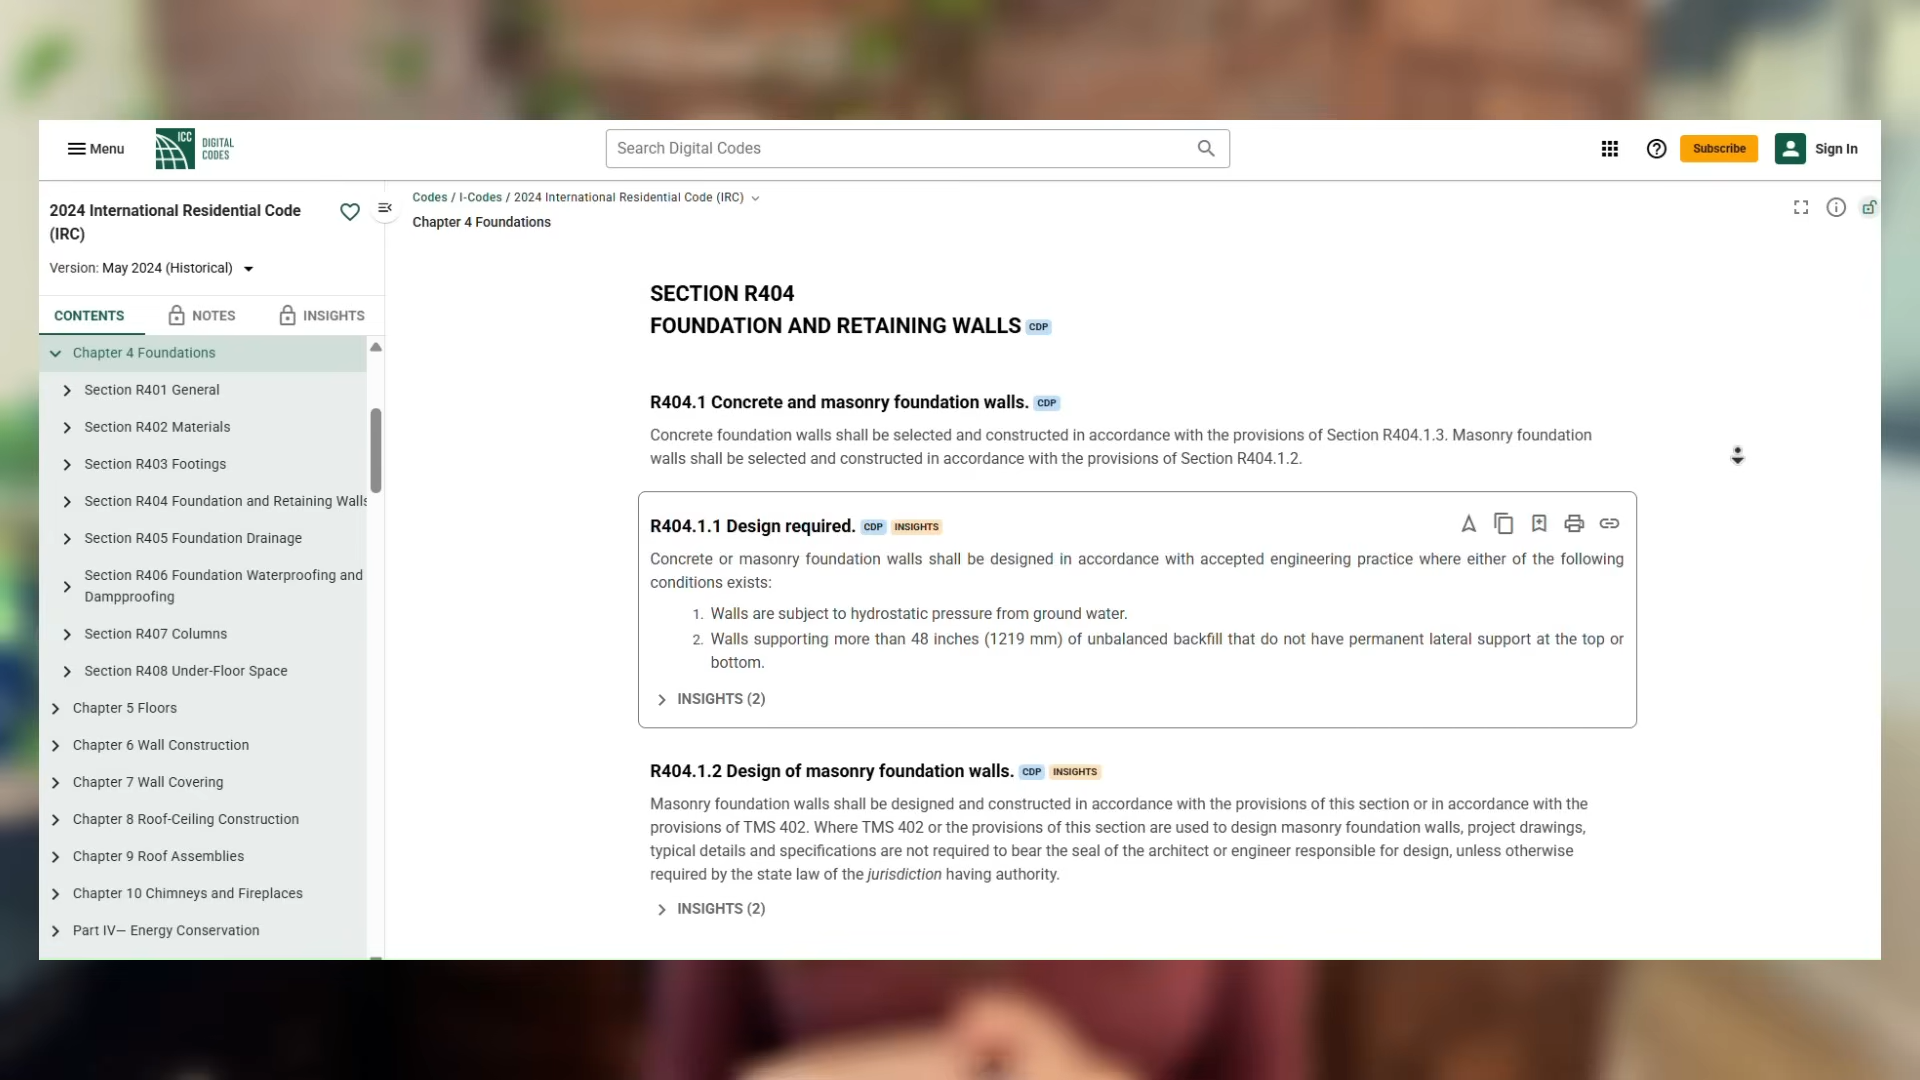 Menu
ICC DIGITAL CODES
Search Digital Codes
Subscribe
Sign In
2024 International Residential Code
(IRC)
Version: May 2024 (Historical)
CONTENTS
NOTES
INSIGHTS
Chapter 4 Foundations
Section R401 General
Section R402 Materials
Section R403 Footings
Section R404 Foundation and Retaining Walls
Section R405 Foundation Drainage
Section R406 Foundation Waterproofing and
Dampproofing
Section R407 Columns
Section R408 Under-Floor Space
Chapter 5 Floors
Chapter 6 Wall Construction
Chapter 7 Wall Covering
Chapter 8 Roof-Ceiling Construction
Chapter 9 Roof Assemblies
Chapter 10 Chimneys and Fireplaces
Part IV— Energy Conservation
Codes / I-Codes / 2024 International Residential Code (IRC)
Chapter 4 Foundations
SECTION R404
FOUNDATION AND RETAINING WALLS CDP
R404.1 Concrete and masonry foundation walls. CDP
Concrete foundation walls shall be selected and constructed in accordance with the provisions of Section R404.1.3. Masonry foundation
walls shall be selected and constructed in accordance with the provisions of Section R404.1.2.
R404.1.1 Design required. CDP INSIGHTS
Concrete or masonry foundation walls shall be designed in accordance with accepted engineering practice where either of the following
conditions exists:
1. Walls are subject to hydrostatic pressure from ground water.
2. Walls supporting more than 48 inches (1219 mm) of unbalanced backfill that do not have permanent lateral support at the top or
bottom.
INSIGHTS (2)
R404.1.2 Design of masonry foundation walls. CDP INSIGHTS
Masonry foundation walls shall be designed and constructed in accordance with the provisions of this section or in accordance with the
provisions of TMS 402. Where TMS 402 or the provisions of this section are used to design masonry foundation walls, project drawings,
typical details and specifications are not required to bear the seal of the architect or engineer responsible for design, unless otherwise
required by the state law of the jurisdiction having authority.
INSIGHTS (2)